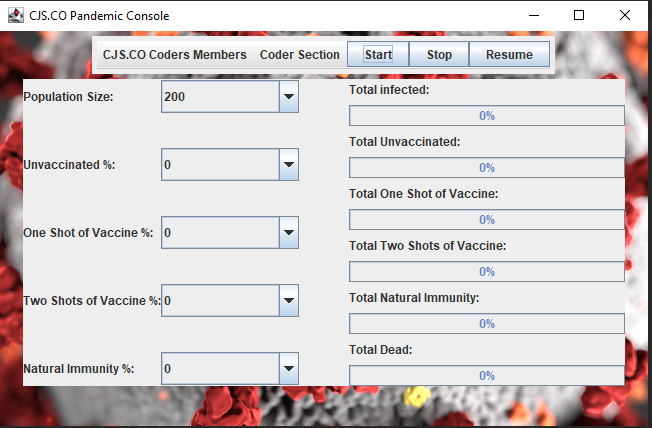 CJS.CO Pandemic Console
CJS.CO Coders Members Coder Section Start Stop Resume
Population Size: 200
Unvaccinated %: 0
One Shot of Vaccine %: 0
Two Shots of Vaccine %: 0
Natural Immunity %: 0
Total infected:
0%
Total Unvaccinated:
0%
Total One Shot of Vaccine:
0%
Total Two Shots of Vaccine:
0%
Total Natural Immunity:
0%
Total Dead:
0%